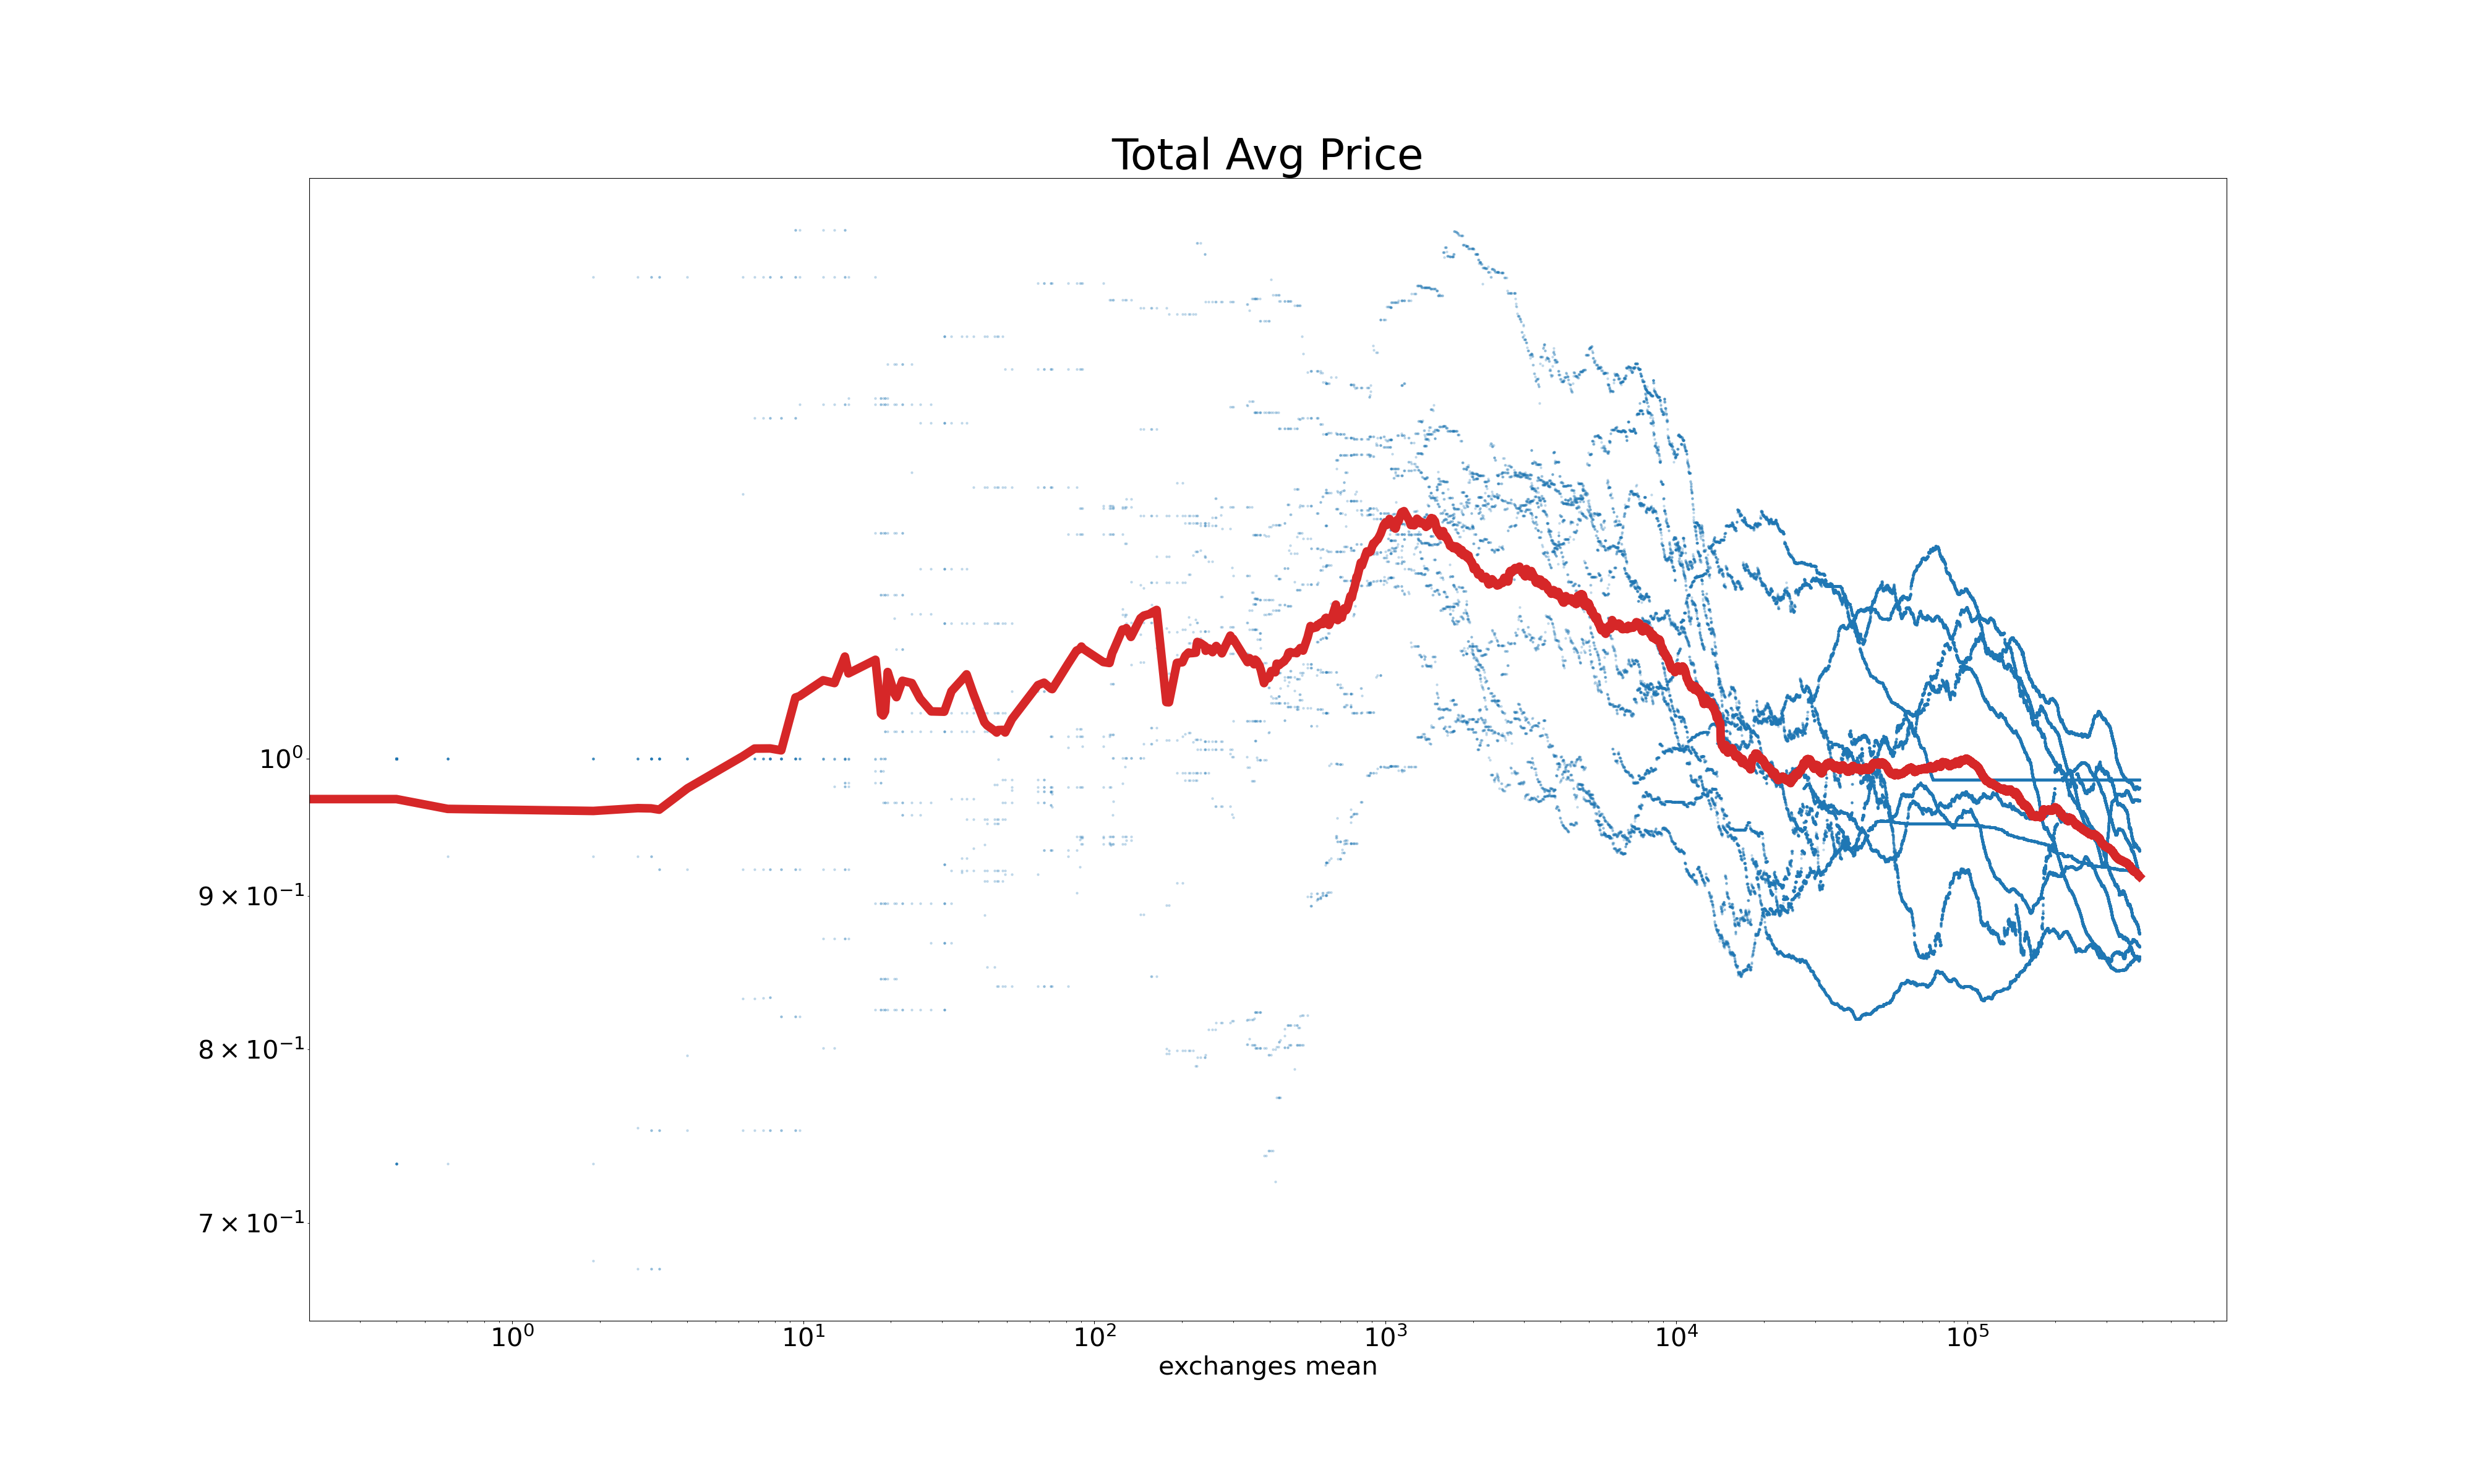 Total Avg Price
10⁰
9 × 10⁻¹
8 × 10⁻¹
7 × 10⁻¹
10⁰ 10¹ 10² 10³ 10⁴ 10⁵
exchanges mean